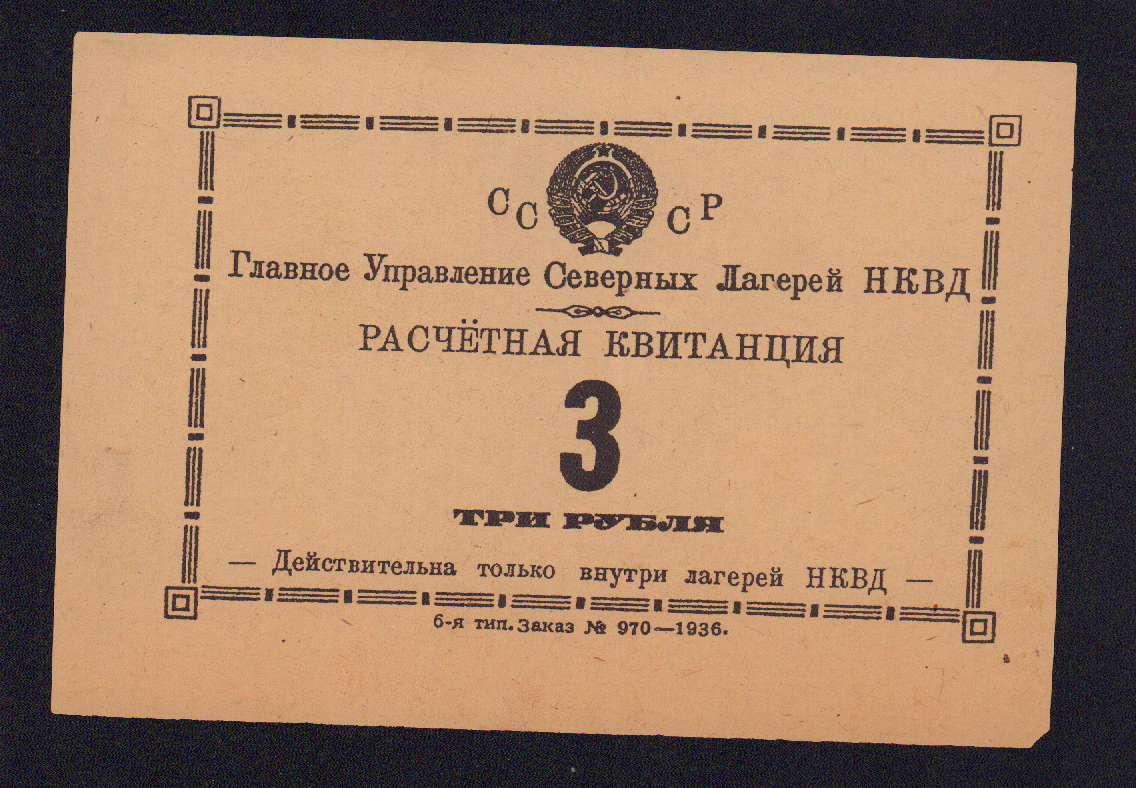 СССР
Главное Управление Северных Лагерей НКВД
РАСЧЁТНАЯ КВИТАНЦИЯ
3
ТРИ РУБЛЯ
— Действительна только внутри лагерей НКВД —
6-я тип. Заказ № 970—1936.